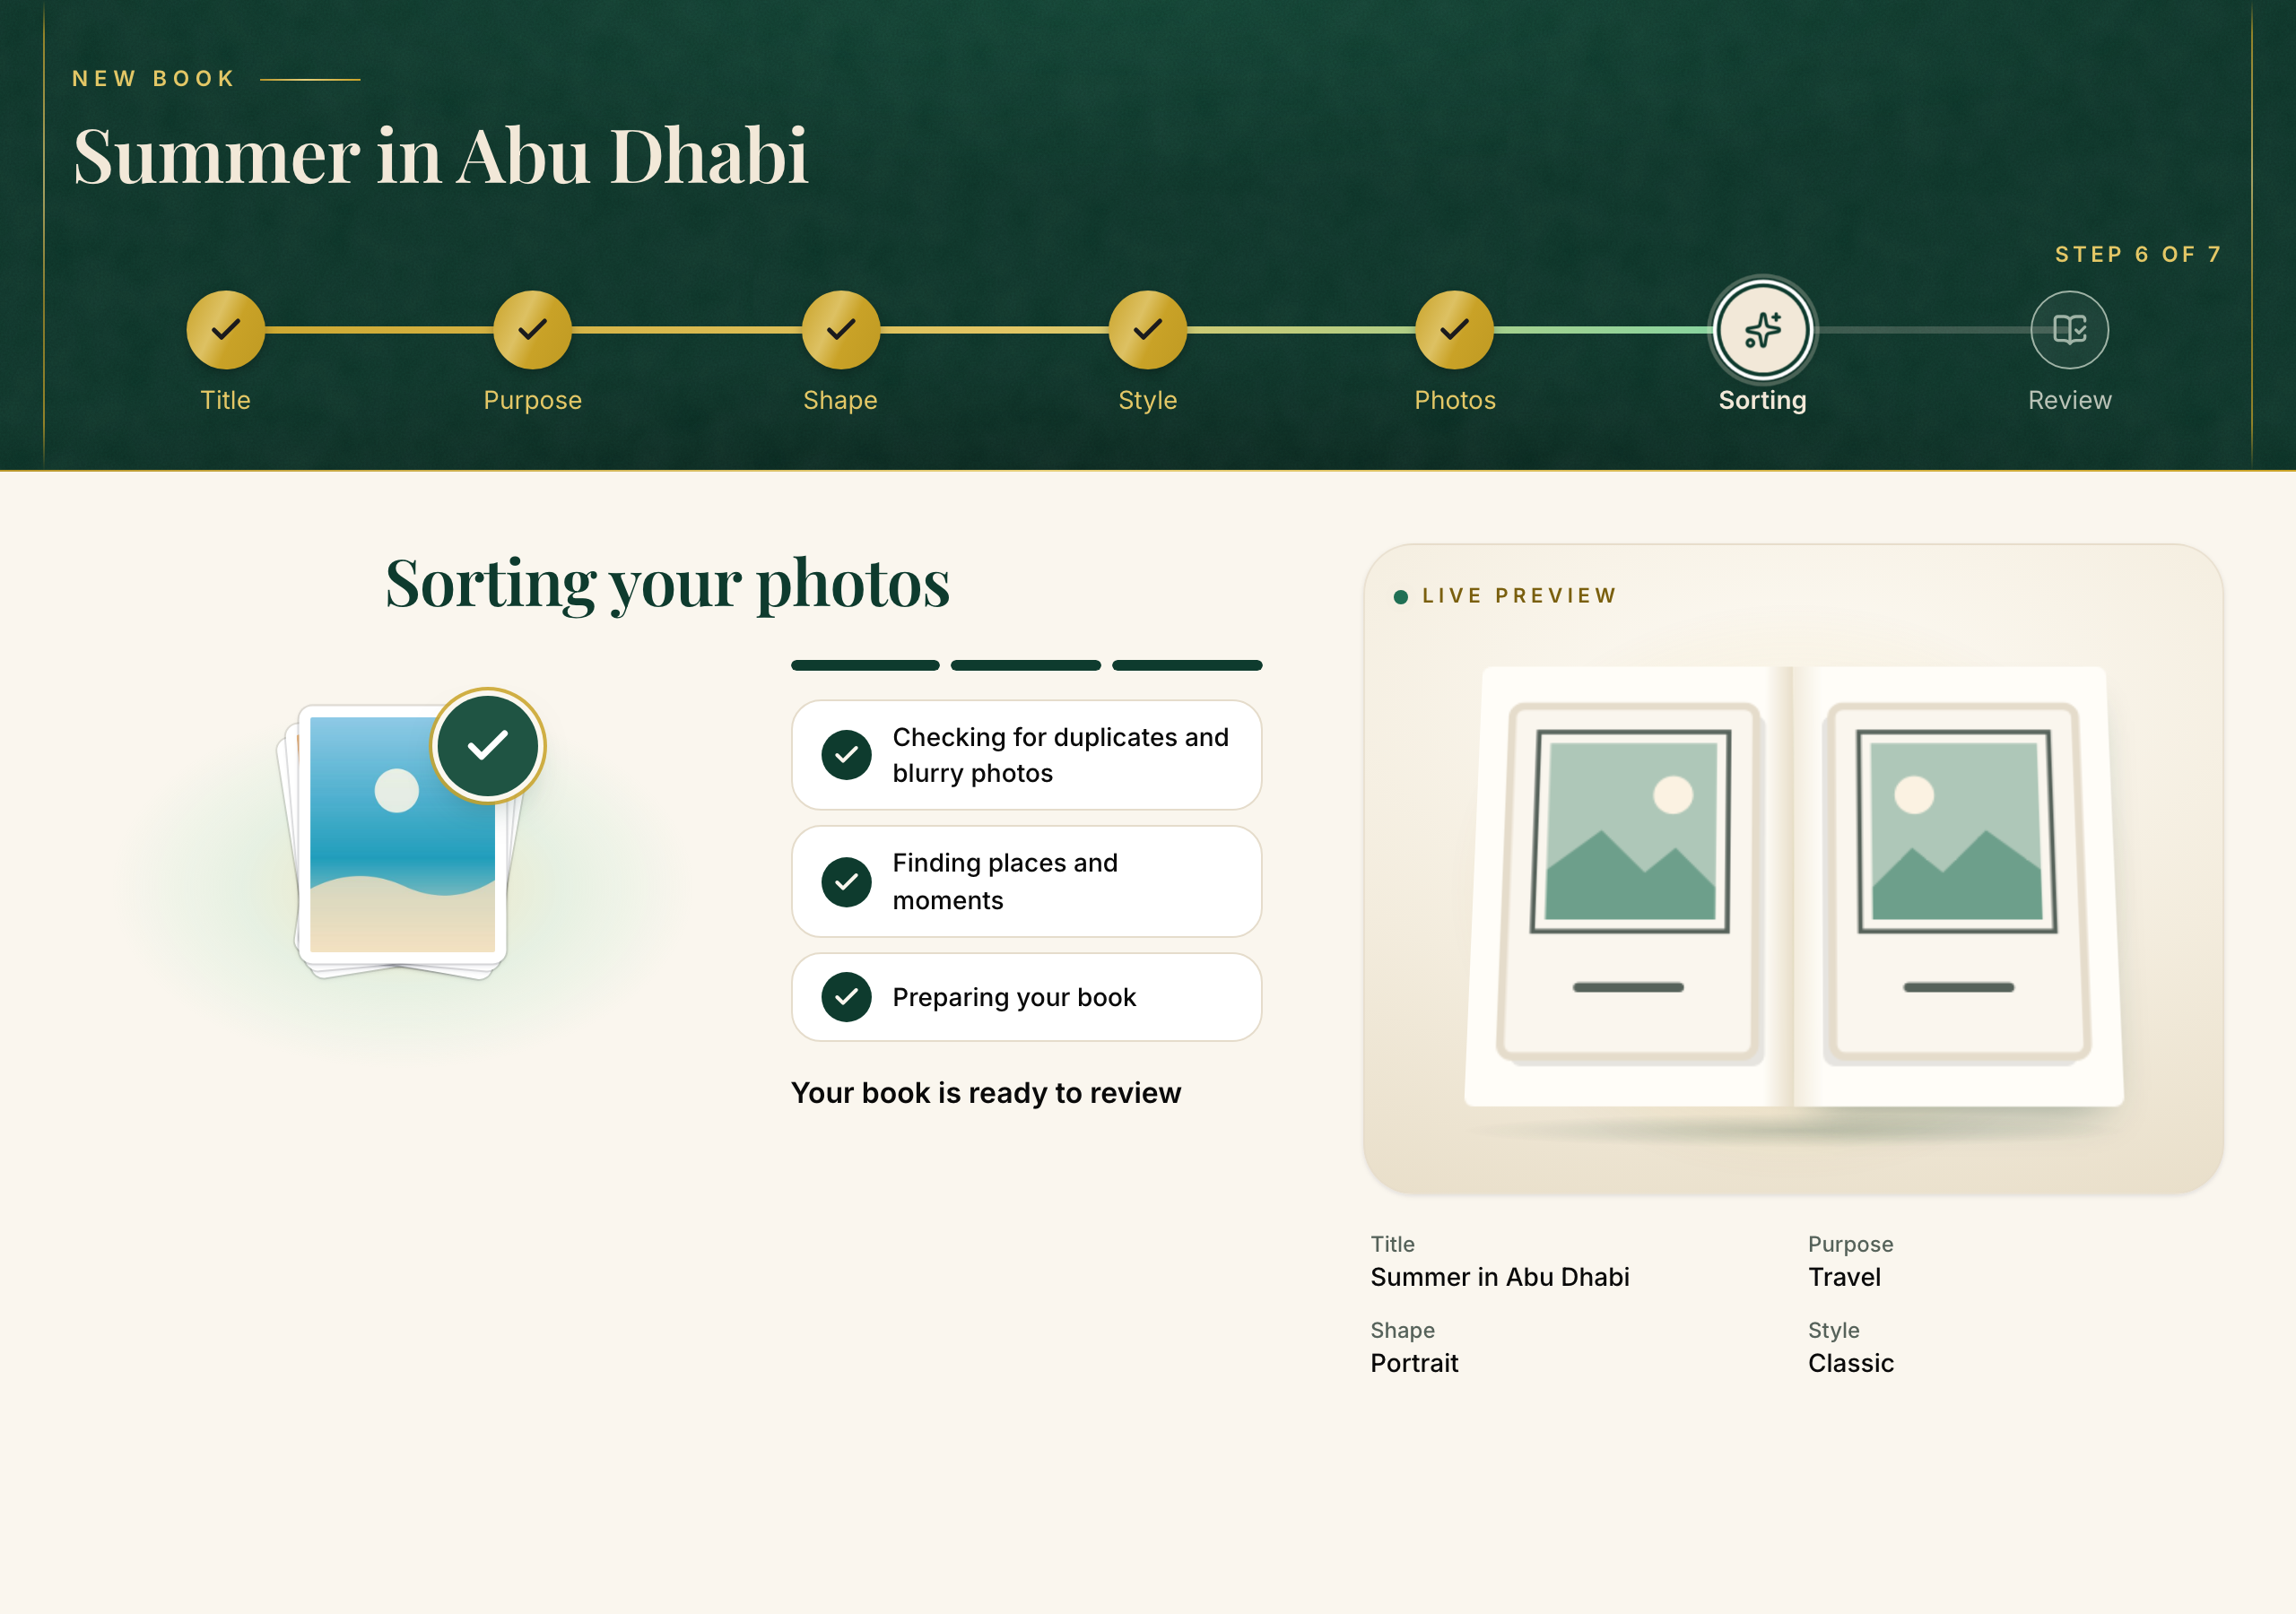 NEW BOOK
Summer in Abu Dhabi
STEP 6 OF 7
Title
Purpose
Shape
Style
Photos
Sorting
Review
Sorting your photos
Checking for duplicates and
blurry photos
Finding places and
moments
Preparing your book
Your book is ready to review
LIVE PREVIEW
Title
Summer in Abu Dhabi
Purpose
Travel
Shape
Portrait
Style
Classic